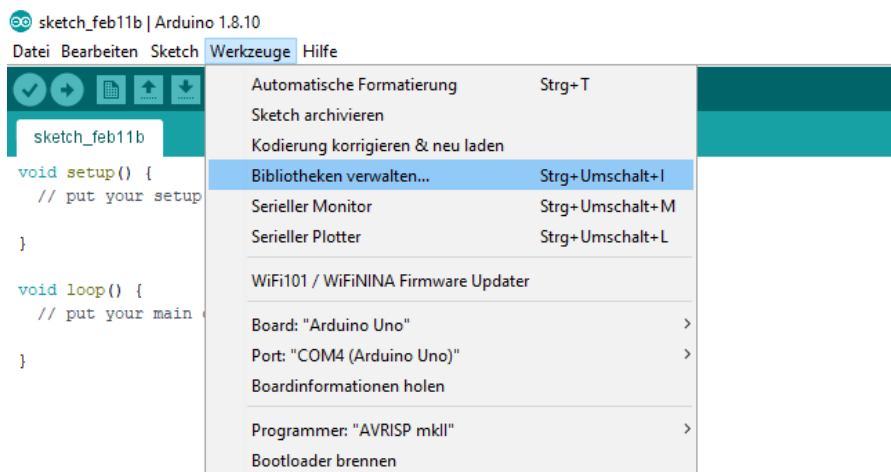 sketch_feb11b | Arduino 1.8.10
Datei Bearbeiten Sketch Werkzeuge Hilfe
sketch_feb11b
void setup() {
// put your setup
}
void loop() {
// put your main
}
Automatische Formatierung Strg+T
Sketch archivieren
Kodierung korrigieren & neu laden
Bibliotheken verwalten... Strg+Umschalt+I
Serieller Monitor Strg+Umschalt+M
Serieller Plotter Strg+Umschalt+L
WiFi101 / WiFiNINA Firmware Updater
Board: "Arduino Uno"
Port: "COM4 (Arduino Uno)"
Boardinformationen holen
Programmer: "AVRISP mkII"
Bootloader brennen